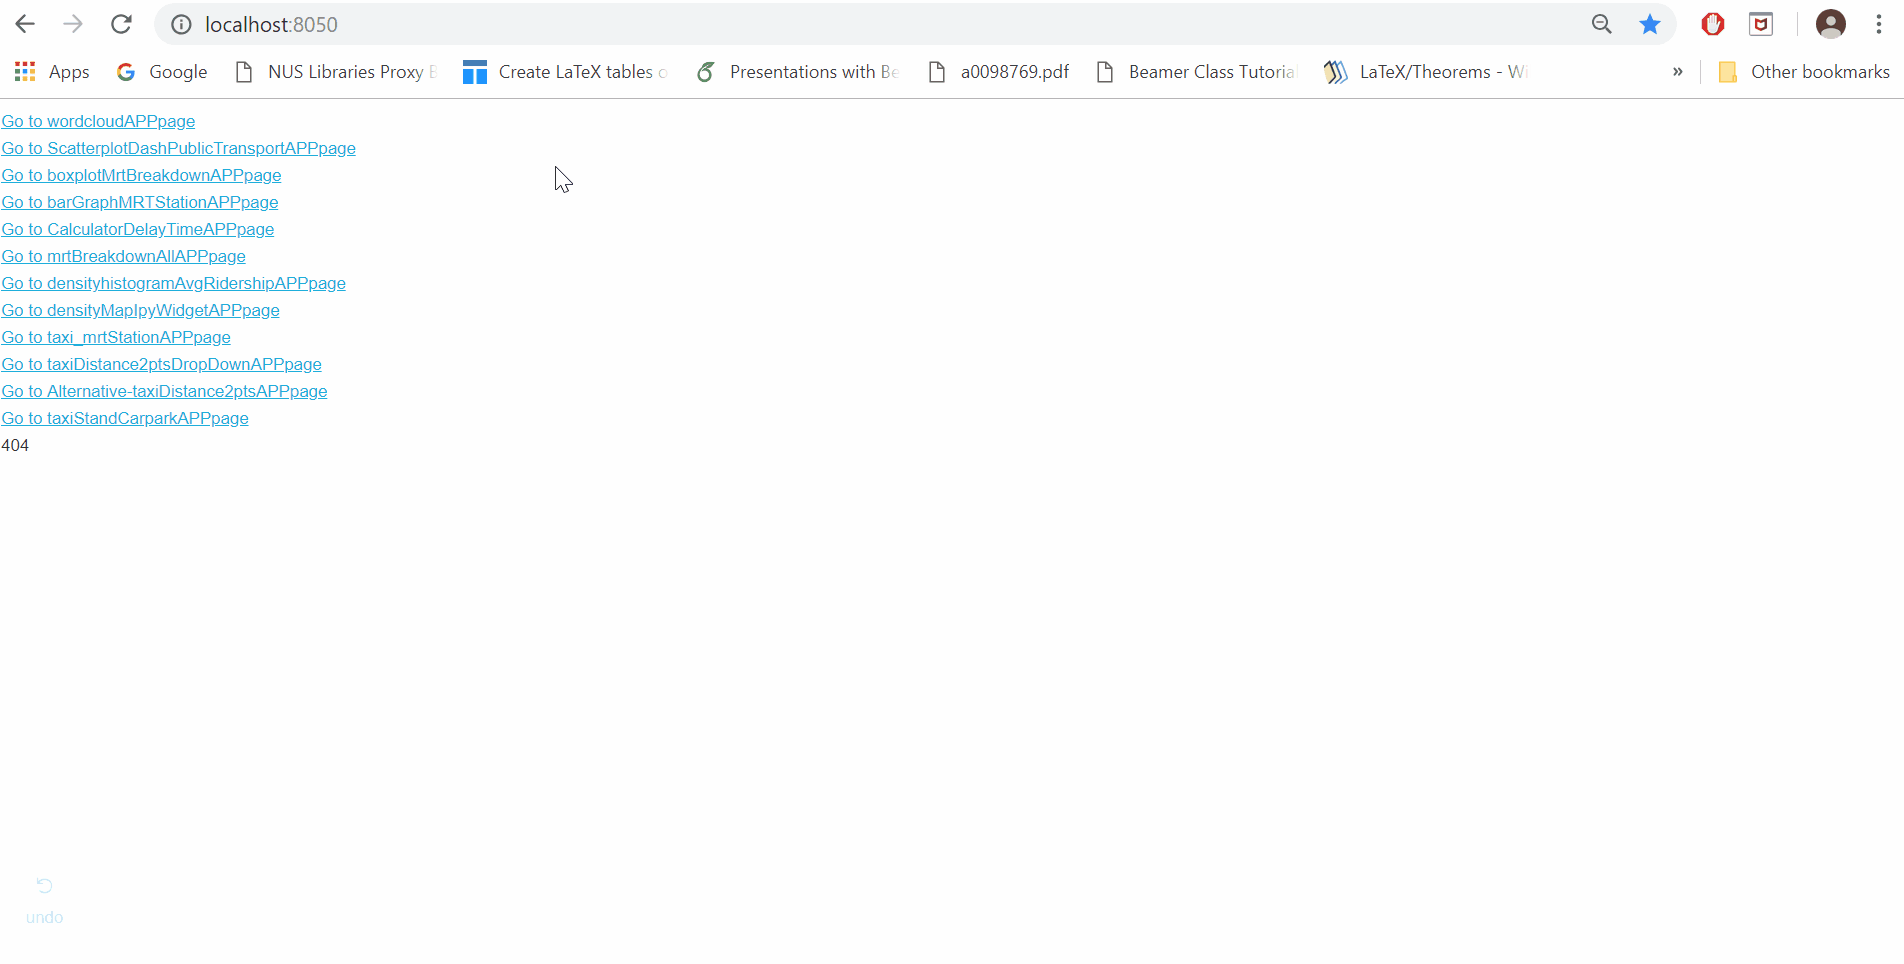 localhost:8050
Apps Google NUS Libraries Proxy Create LaTeX tables Presentations with a0098769.pdf Beamer Class Tutorial LaTeX/Theorems - » Other bookmarks
Go to wordcloudAPPpage
Go to ScatterplotDashPublicTransportAPPpage
Go to boxplotMrtBreakdownAPPpage
Go to barGraphMRTStationAPPpage
Go to CalculatorDelayTimeAPPpage
Go to mrtBreakdownAllAPPpage
Go to densityhistogramAvgRidershipAPPpage
Go to densityMapIpyWidgetAPPpage
Go to taxi_mrtStationAPPpage
Go to taxiDistance2ptsDropDownAPPpage
Go to Alternative-taxiDistance2ptsAPPpage
Go to taxiStandCarparkAPPpage
404
undo